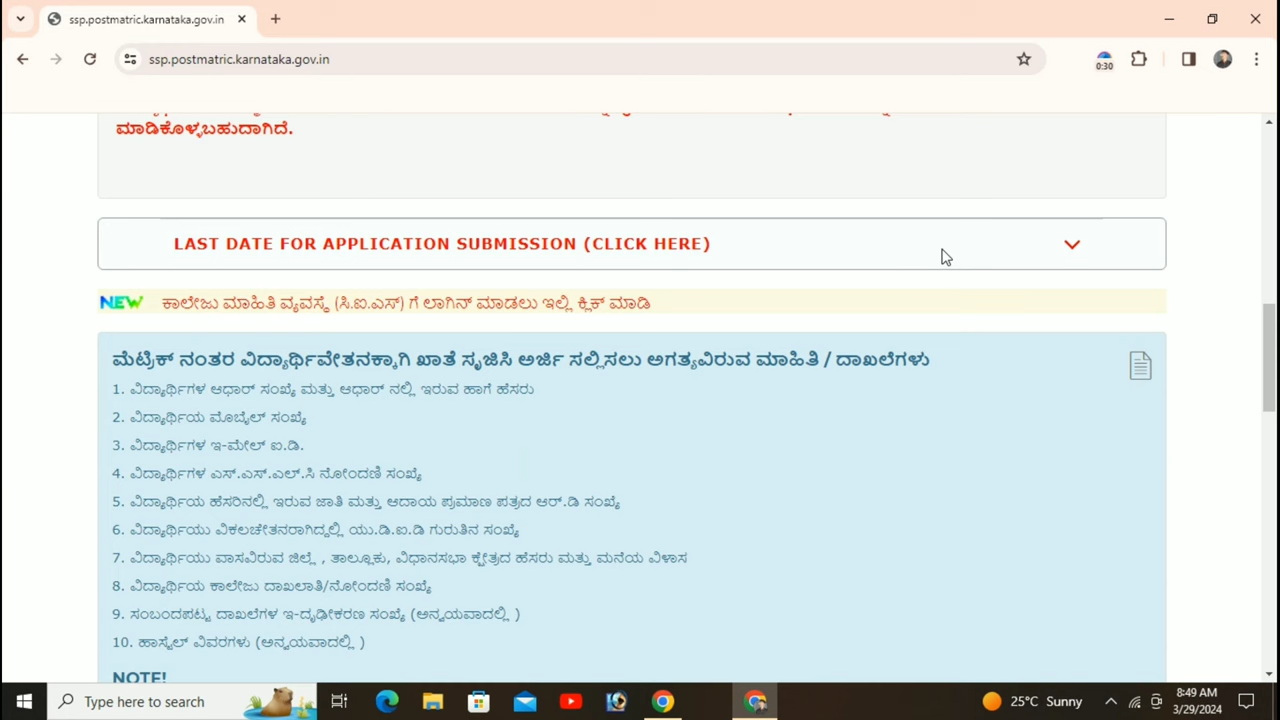 ssp.postmatric.karnataka.gov.in
ssp.postmatric.karnataka.gov.in
0:30
ಮಾಡಿಕೊಳ್ಳಬಹುದಾಗಿದೆ.
LAST DATE FOR APPLICATION SUBMISSION (CLICK HERE)
NEW ಕಾಲೇಜು ಮಾಹಿತಿ ವ್ಯವಸ್ಥೆ (ಸಿ.ಐ.ಎಸ್) ಗೆ ಲಾಗಿನ್ ಮಾಡಲು ಇಲ್ಲಿ ಕ್ಲಿಕ್ ಮಾಡಿ
ಮೆಟ್ರಿಕ್ ನಂತರ ವಿದ್ಯಾರ್ಥಿವೇತನಕ್ಕಾಗಿ ಖಾತೆ ಸೃಜಿಸಿ ಅರ್ಜಿ ಸಲ್ಲಿಸಲು ಅಗತ್ಯವಿರುವ ಮಾಹಿತಿ / ದಾಖಲೆಗಳು
1. ವಿದ್ಯಾರ್ಥಿಗಳ ಆಧಾರ್ ಸಂಖ್ಯೆ ಮತ್ತು ಆಧಾರ್ ನಲ್ಲಿ ಇರುವ ಹಾಗೆ ಹೆಸರು
2. ವಿದ್ಯಾರ್ಥಿಯ ಮೊಬೈಲ್ ಸಂಖ್ಯೆ
3. ವಿದ್ಯಾರ್ಥಿಗಳ ಇ-ಮೇಲ್ ಐ.ಡಿ.
4. ವಿದ್ಯಾರ್ಥಿಗಳ ಎಸ್.ಎಸ್.ಎಲ್.ಸಿ ನೋಂದಣಿ ಸಂಖ್ಯೆ
5. ವಿದ್ಯಾರ್ಥಿಯ ಹೆಸರಿನಲ್ಲಿ ಇರುವ ಜಾತಿ ಮತ್ತು ಆದಾಯ ಪ್ರಮಾಣ ಪತ್ರದ ಆರ್.ಡಿ ಸಂಖ್ಯೆ
6. ವಿದ್ಯಾರ್ಥಿಯು ವಿಕಲಚೇತನರಾಗಿದ್ದಲ್ಲಿ ಯು.ಡಿ.ಐ.ಡಿ ಗುರುತಿನ ಸಂಖ್ಯೆ
7. ವಿದ್ಯಾರ್ಥಿಯು ವಾಸವಿರುವ ಜಿಲ್ಲೆ , ತಾಲ್ಲೂಕು, ವಿಧಾನಸಭಾ ಕ್ಷೇತ್ರದ ಹೆಸರು ಮತ್ತು ಮನೆಯ ವಿಳಾಸ
8. ವಿದ್ಯಾರ್ಥಿಯ ಕಾಲೇಜು ದಾಖಲಾತಿ/ನೋಂದಣಿ ಸಂಖ್ಯೆ
9. ಸಂಬಂದಪಟ್ಟ ದಾಖಲೆಗಳ ಇ-ದೃಢೀಕರಣ ಸಂಖ್ಯೆ (ಅನ್ವಯವಾದಲ್ಲಿ )
10. ಹಾಸ್ಟೆಲ್ ವಿವರಗಳು (ಅನ್ವಯವಾದಲ್ಲಿ )
NOTE!
Type here to search
25°C Sunny
8:49 AM
3/29/2024